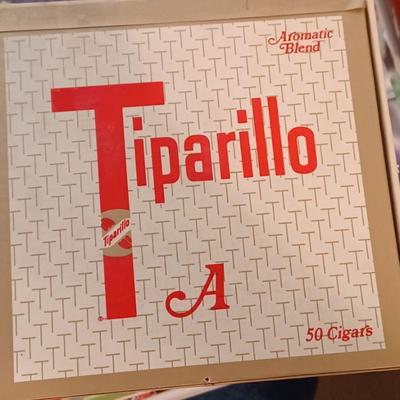 Aromatic
Blend
Tiparillo
Tiparillo
®
A
50 Cigars